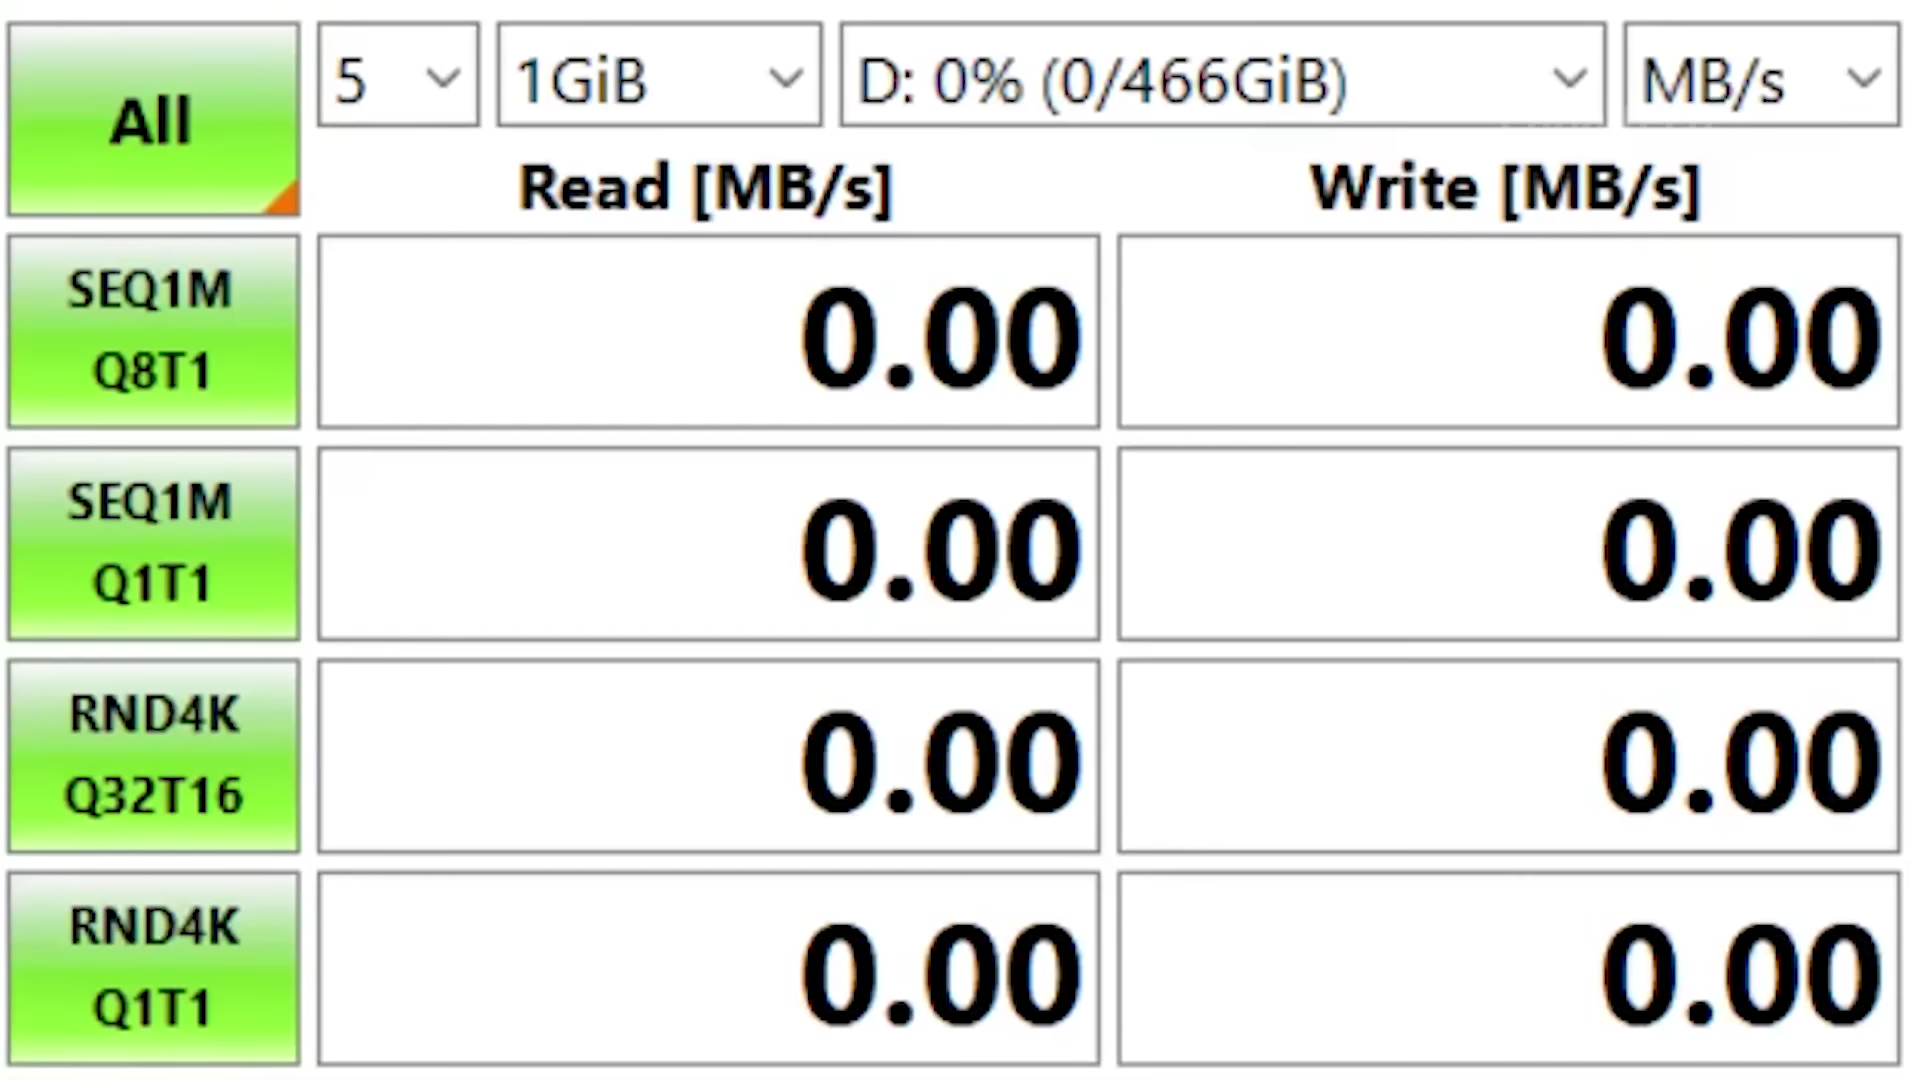 All
5 1GiB D: 0% (0/466GiB) MB/s
Read [MB/s] Write [MB/s]
SEQ1M
Q8T1
0.00 0.00
SEQ1M
Q1T1
0.00 0.00
RND4K
Q32T16
0.00 0.00
RND4K
Q1T1
0.00 0.00